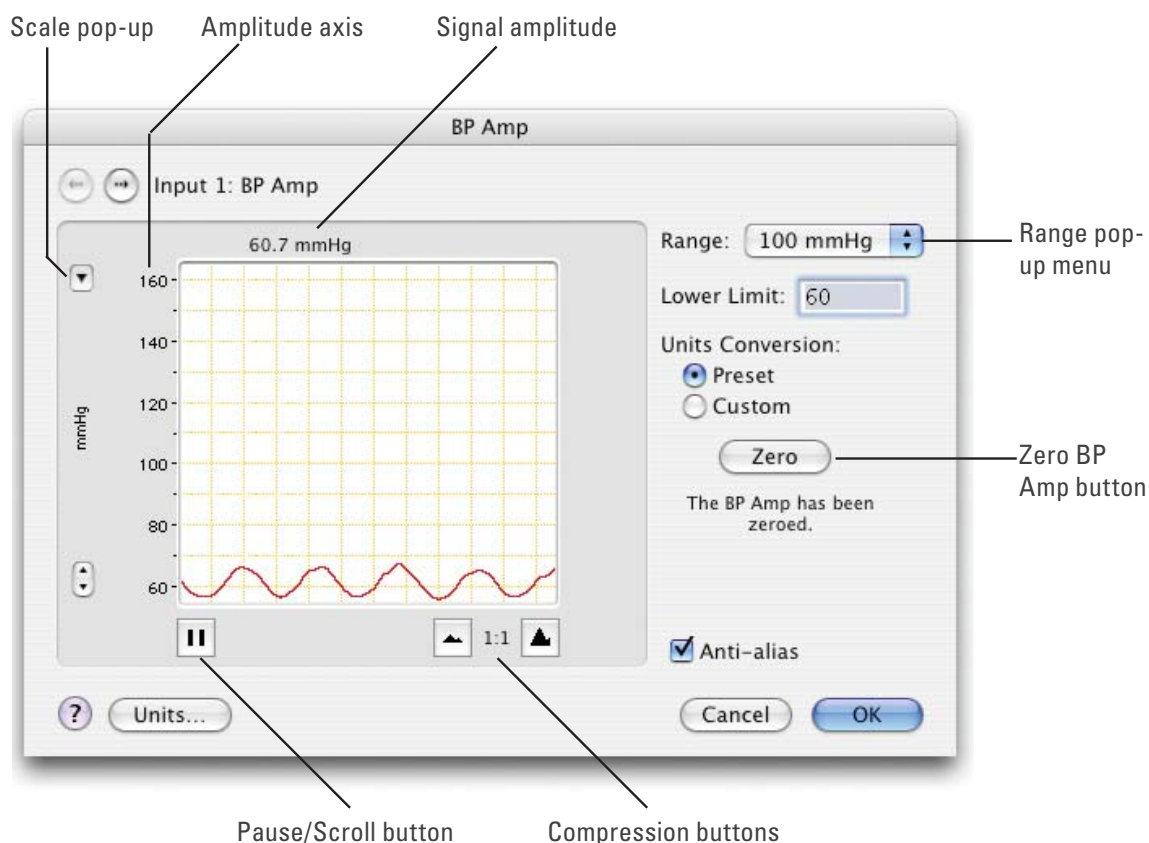 Scale pop-up
Amplitude axis
Signal amplitude
BP Amp
Input 1: BP Amp
60.7 mmHg
160
140
120
100
80
60
mmHg
1:1
Range: 100 mmHg
Lower Limit: 60
Units Conversion:
Preset
Custom
Zero
The BP Amp has been
zeroed.
Anti-alias
? Units...
Cancel
OK
Range pop-
up menu
Zero BP
Amp button
Pause/Scroll button
Compression buttons